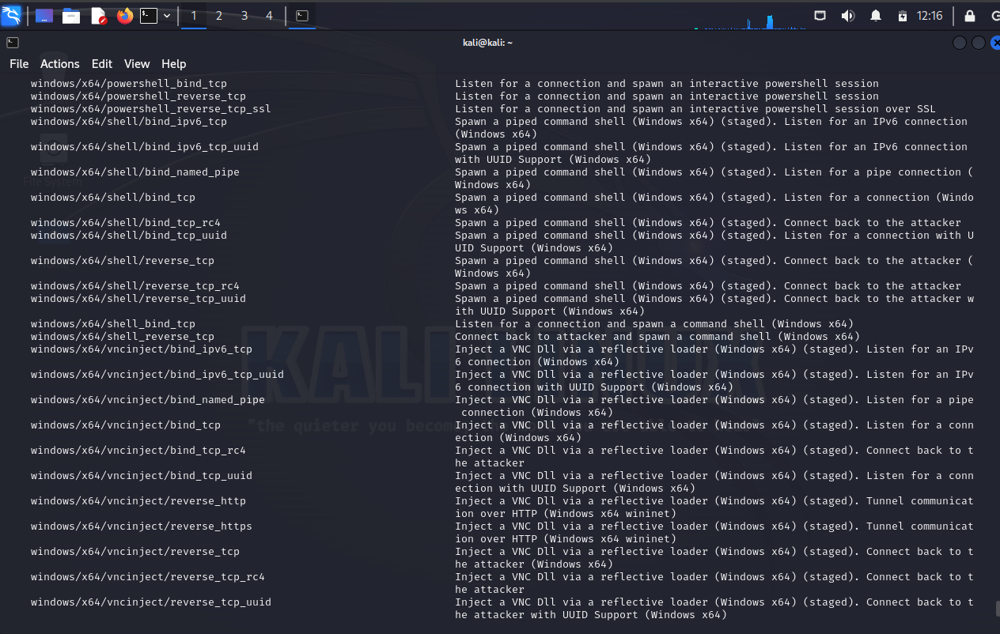 1 2 3 4 12:16
kali@kali: ~
File Actions Edit View Help
windows/x64/powershell_bind_tcp Listen for a connection and spawn an interactive powershell session
windows/x64/powershell_reverse_tcp Listen for a connection and spawn an interactive powershell session
windows/x64/powershell_reverse_tcp_ssl Listen for a connection and spawn an interactive powershell session over SSL
windows/x64/shell/bind_ipv6_tcp Spawn a piped command shell (Windows x64) (staged). Listen for an IPv6 connection
(Windows x64)
windows/x64/shell/bind_ipv6_tcp_uuid Spawn a piped command shell (Windows x64) (staged). Listen for an IPv6 connection
with UUID Support (Windows x64)
windows/x64/shell/bind_named_pipe Spawn a piped command shell (Windows x64) (staged). Listen for a pipe connection (
Windows x64)
File System
windows/x64/shell/bind_tcp Spawn a piped command shell (Windows x64) (staged). Listen for a connection (Windo
ws x64)
windows/x64/shell/bind_tcp_rc4 Spawn a piped command shell (Windows x64) (staged). Connect back to the attacker
windows/x64/shell/bind_tcp_uuid Spawn a piped command shell (Windows x64) (staged). Listen for a connection with U
UID Support (Windows x64)
windows/x64/shell/reverse_tcp Spawn a piped command shell (Windows x64) (staged). Connect back to the attacker (
Windows x64)
Home
windows/x64/shell/reverse_tcp_rc4 Spawn a piped command shell (Windows x64) (staged). Connect back to the attacker
windows/x64/shell/reverse_tcp_uuid Spawn a piped command shell (Windows x64) (staged). Connect back to the attacker w
ith UUID Support (Windows x64)
windows/x64/shell_bind_tcp Listen for a connection and spawn a command shell (Windows x64)
windows/x64/shell_reverse_tcp Connect back to attacker and spawn a command shell (Windows x64)
windows/x64/vncinject/bind_ipv6_tcp Inject a VNC Dll via a reflective loader (Windows x64) (staged). Listen for an IPv
6 connection (Windows x64)
KALI LINUX
windows/x64/vncinject/bind_ipv6_tcp_uuid Inject a VNC Dll via a reflective loader (Windows x64) (staged). Listen for an IPv
6 connection with UUID Support (Windows x64)
windows/x64/vncinject/bind_named_pipe Inject a VNC Dll via a reflective loader (Windows x64) (staged). Listen for a pipe
connection (Windows x64)
"the quieter you become
windows/x64/vncinject/bind_tcp Inject a VNC Dll via a reflective loader (Windows x64) (staged). Listen for a conn
ection (Windows x64)
windows/x64/vncinject/bind_tcp_rc4 Inject a VNC Dll via a reflective loader (Windows x64) (staged). Connect back to t
he attacker
windows/x64/vncinject/bind_tcp_uuid Inject a VNC Dll via a reflective loader (Windows x64) (staged). Listen for a conn
ection with UUID Support (Windows x64)
windows/x64/vncinject/reverse_http Inject a VNC Dll via a reflective loader (Windows x64) (staged). Tunnel communicat
ion over HTTP (Windows x64 wininet)
windows/x64/vncinject/reverse_https Inject a VNC Dll via a reflective loader (Windows x64) (staged). Tunnel communicat
ion over HTTP (Windows x64 wininet)
windows/x64/vncinject/reverse_tcp Inject a VNC Dll via a reflective loader (Windows x64) (staged). Connect back to t
he attacker (Windows x64)
windows/x64/vncinject/reverse_tcp_rc4 Inject a VNC Dll via a reflective loader (Windows x64) (staged). Connect back to t
he attacker
windows/x64/vncinject/reverse_tcp_uuid Inject a VNC Dll via a reflective loader (Windows x64) (staged). Connect back to t
he attacker with UUID Support (Windows x64)